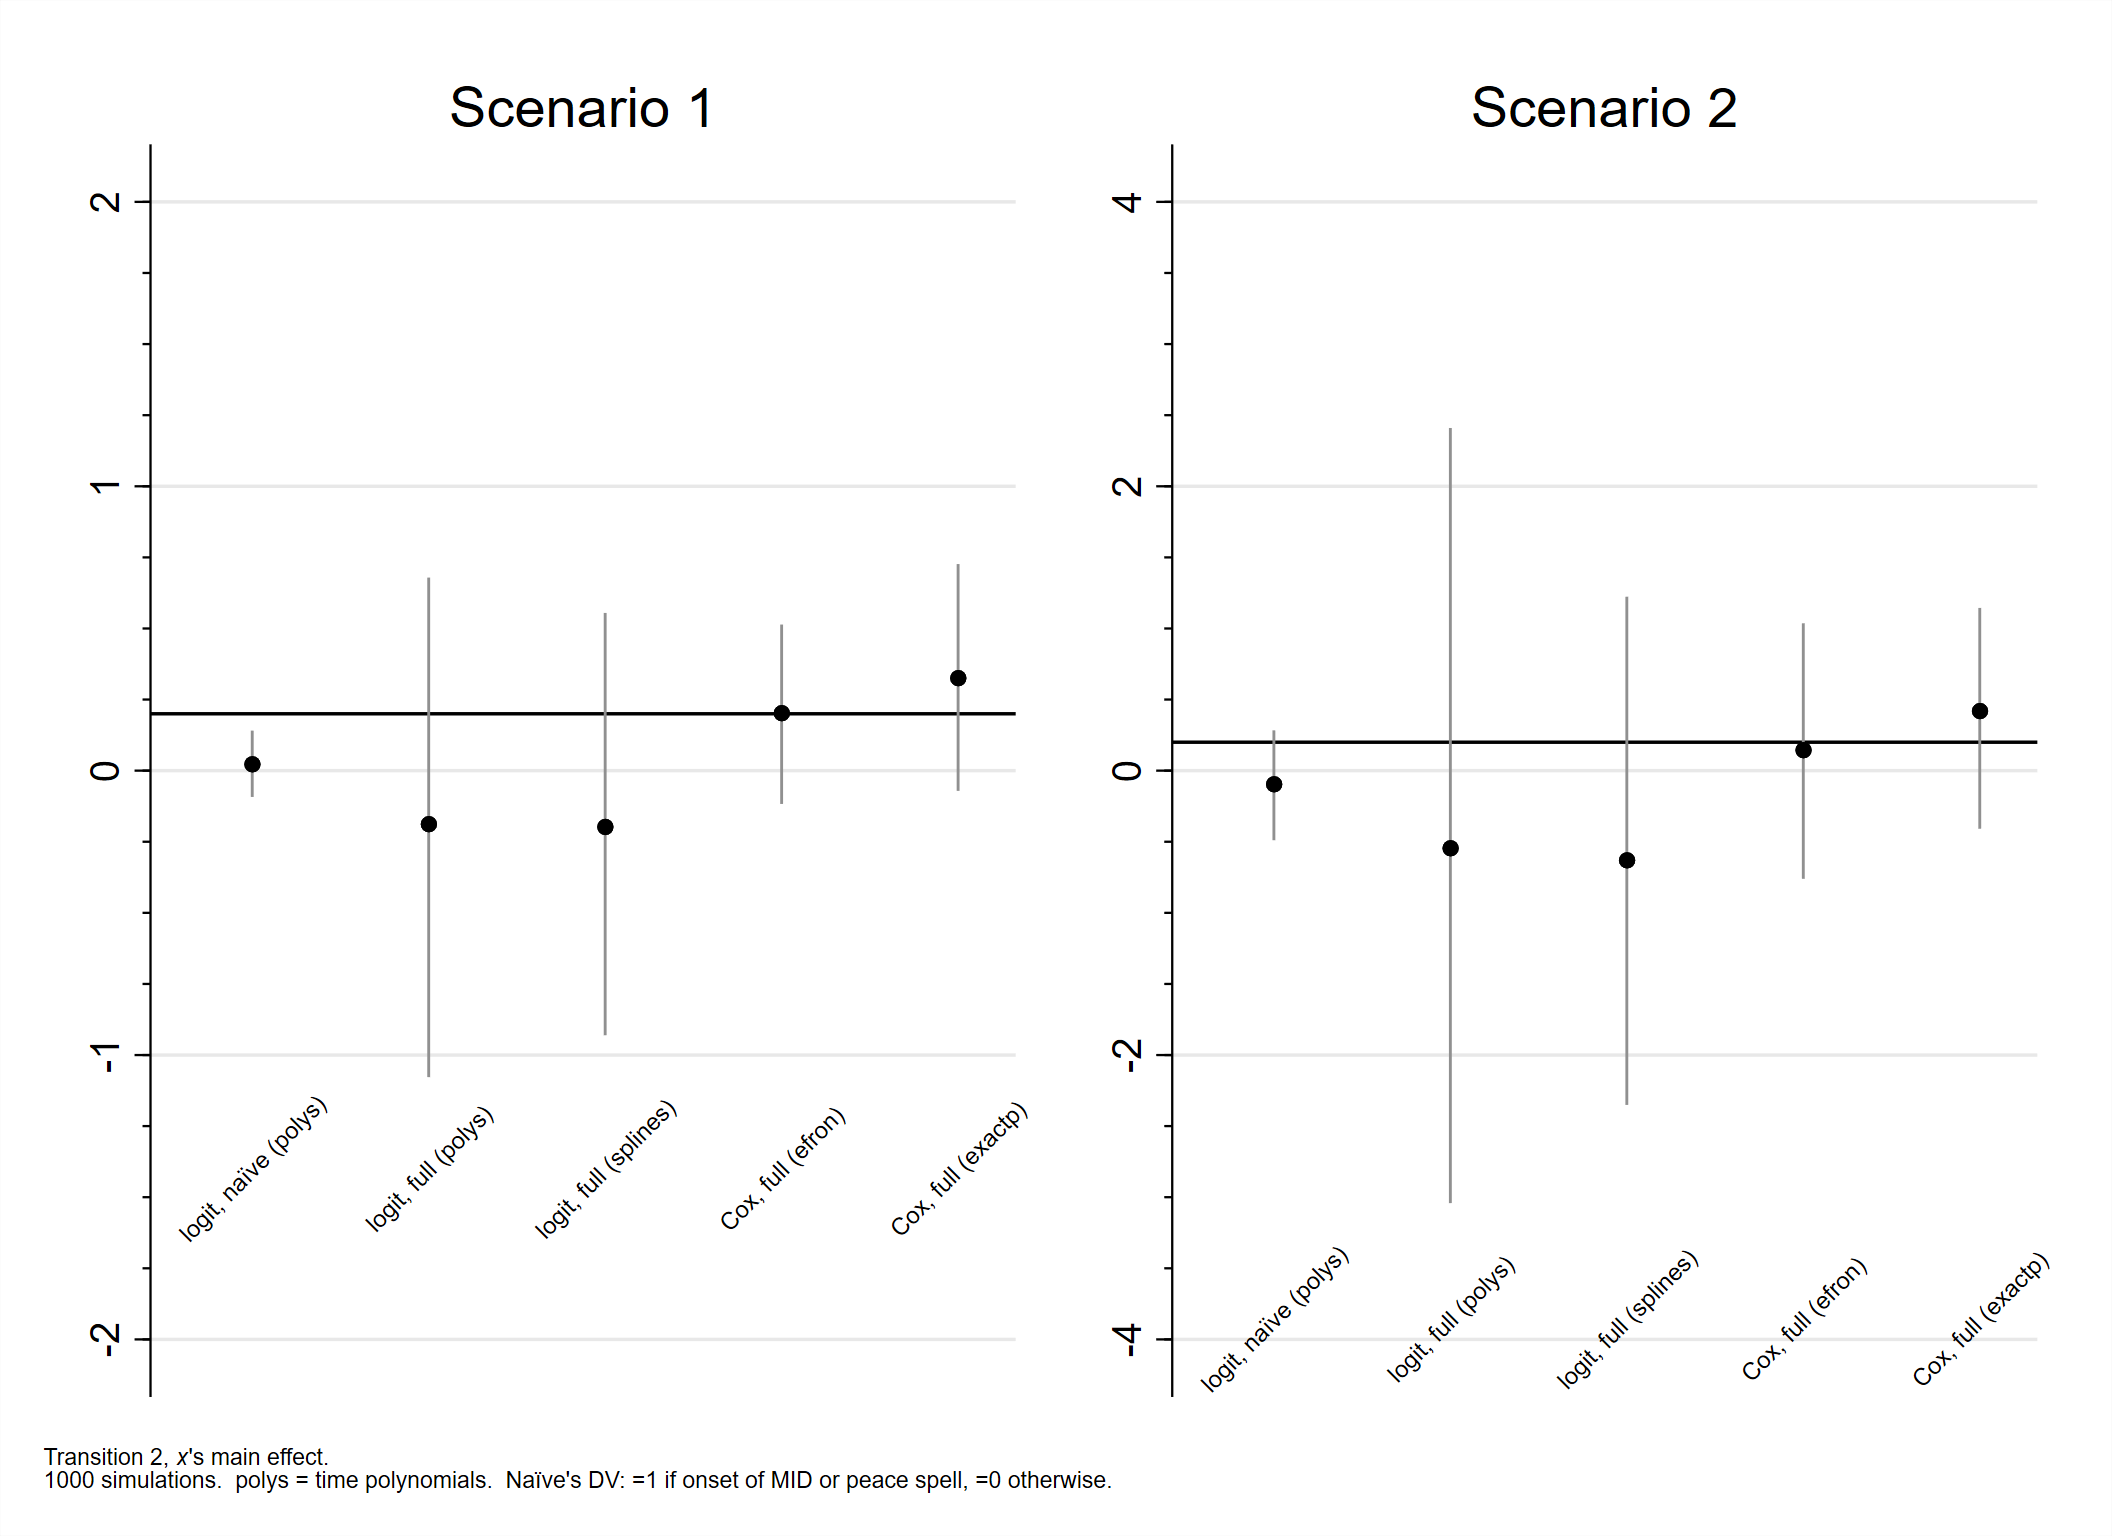 Scenario 1
2
1
0
-1
-2
logit, naïve (polys)
logit, full (polys)
logit, full (splines)
Cox, full (efron)
Cox, full (exactp)
Scenario 2
4
2
0
-2
-4
logit, naïve (polys)
logit, full (polys)
logit, full (splines)
Cox, full (efron)
Cox, full (exactp)
Transition 2, x's main effect.
1000 simulations.  polys = time polynomials.  Naïve's DV: =1 if onset of MID or peace spell, =0 otherwise.